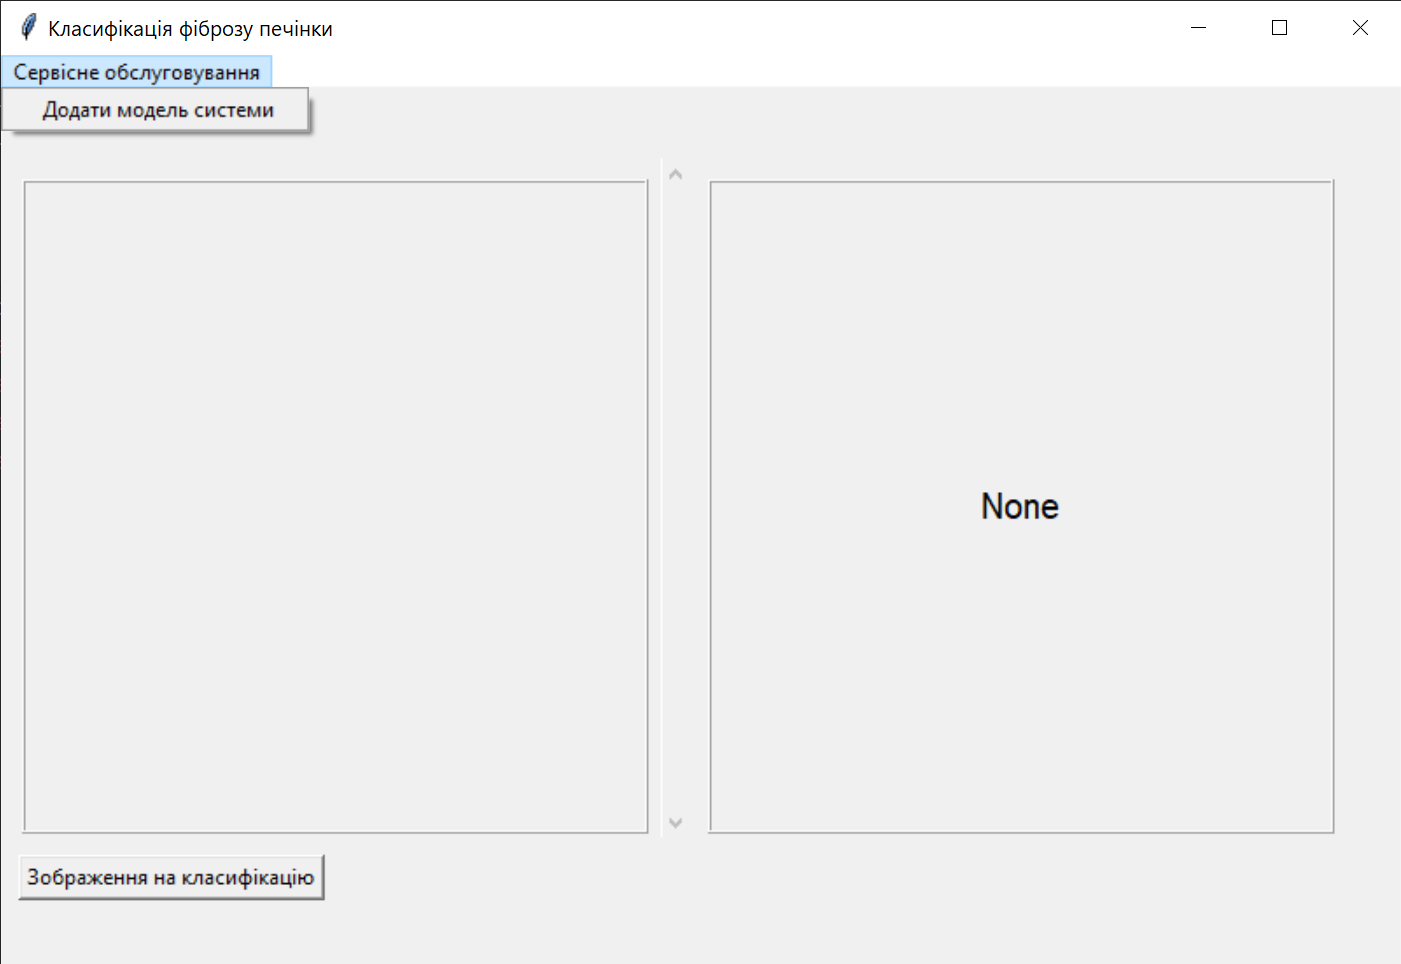 Класифікація фіброзу печінки
Сервісне обслуговування
Додати модель системи
None
Зображення на класифікацію